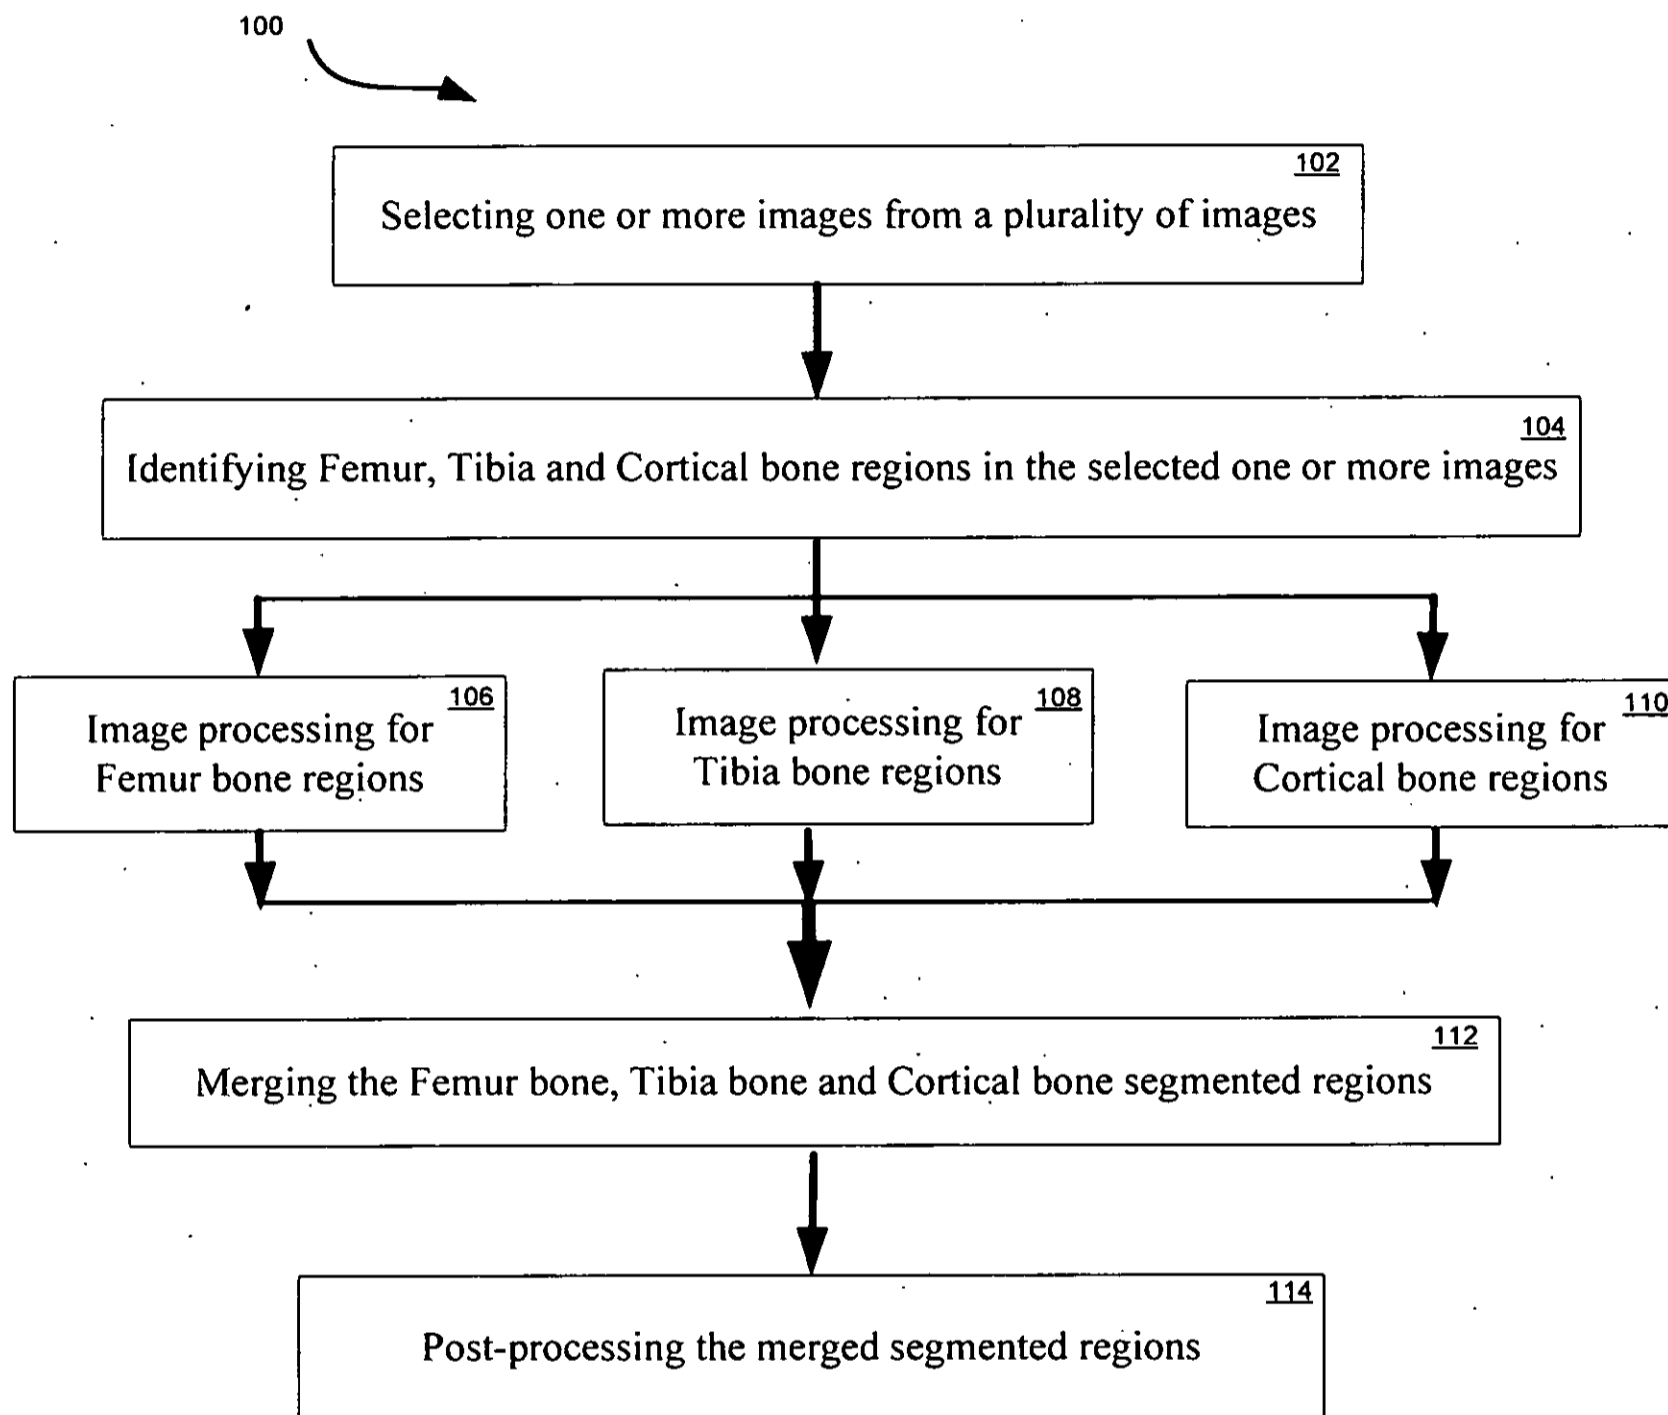 100
102
Selecting one or more images from a plurality of images
104
Identifying Femur, Tibia and Cortical bone regions in the selected one or more images
106
Image processing for
Femur bone regions
108
Image processing for
Tibia bone regions
110
Image processing for
Cortical bone regions
112
Merging the Femur bone, Tibia bone and Cortical bone segmented regions
114
Post-processing the merged segmented regions